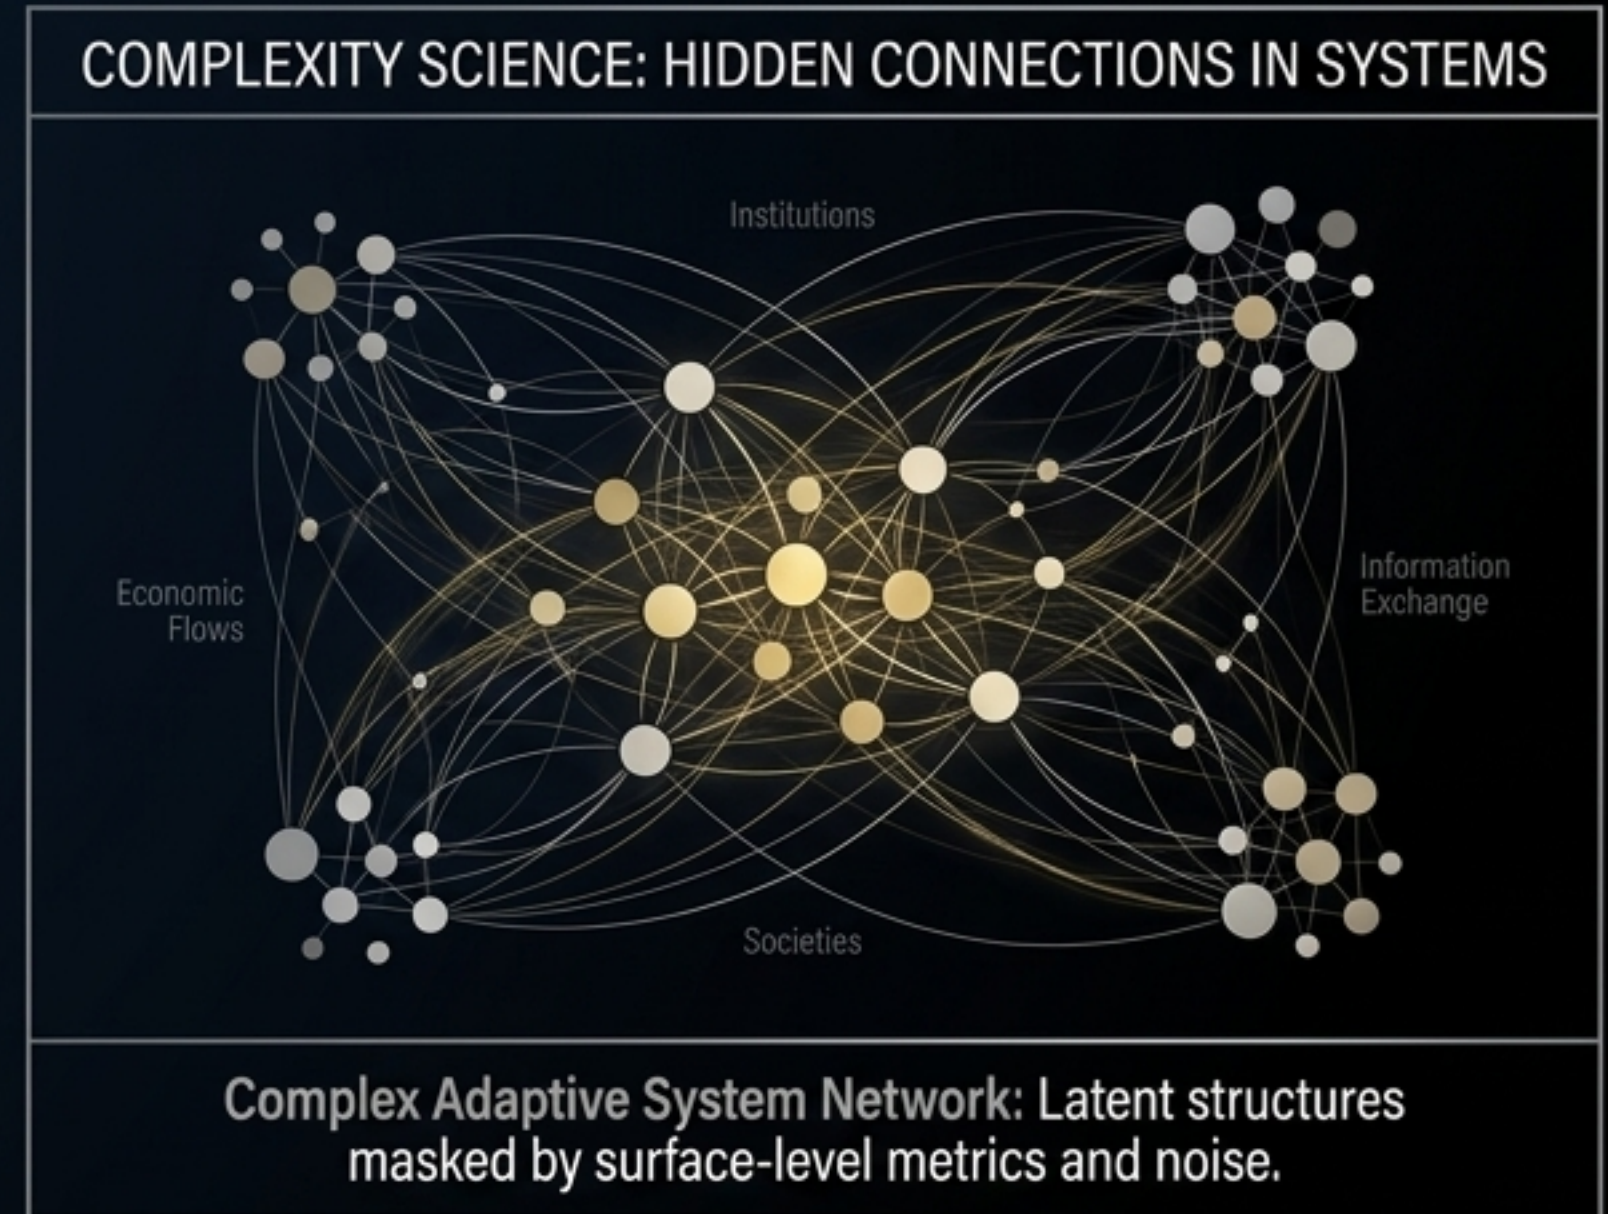 COMPLEXITY SCIENCE: HIDDEN CONNECTIONS IN SYSTEMS
Institutions
Economic
Flows
Information
Exchange
Societies
Complex Adaptive System Network: Latent structures
masked by surface-level metrics and noise.